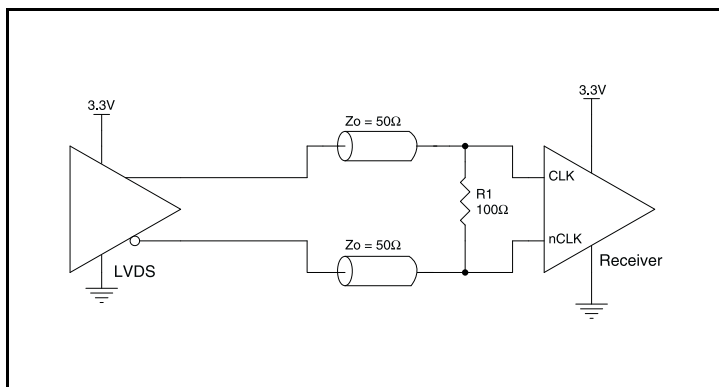 3.3V
3.3V
Zo = 50Ω
CLK
R1
100Ω
nCLK
Zo = 50Ω
LVDS
Receiver